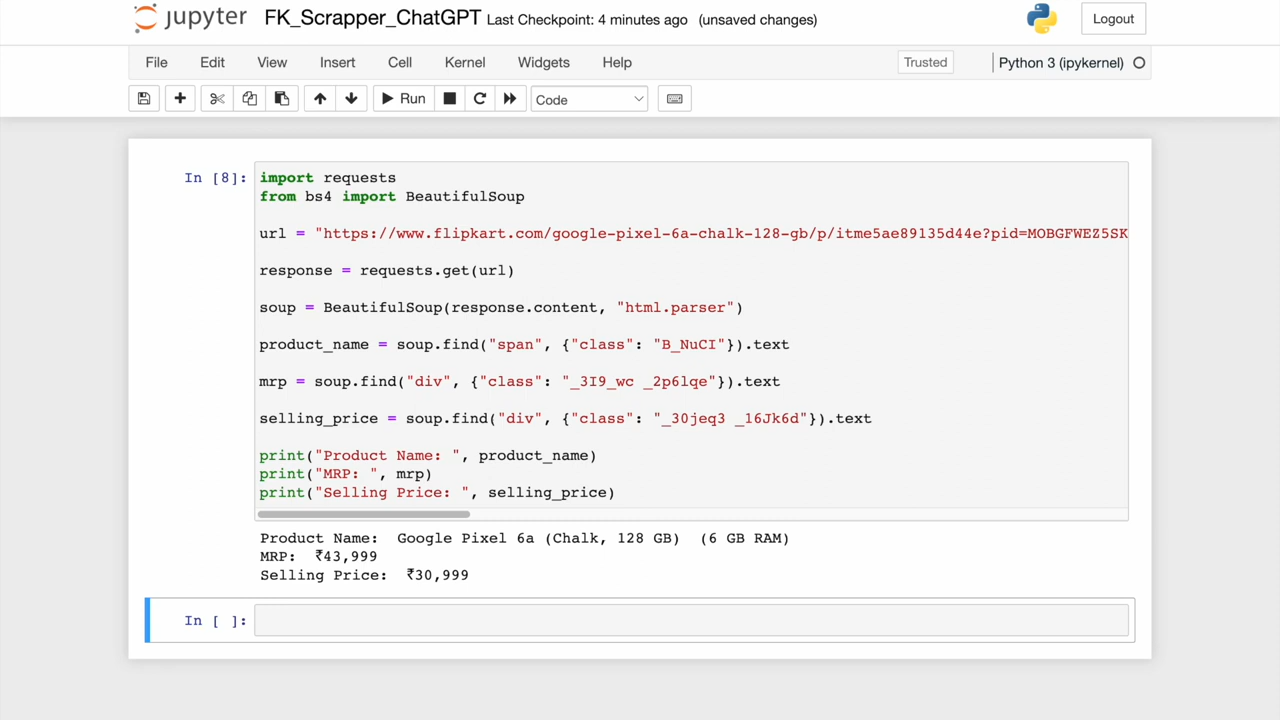 jupyter FK_Scrapper_ChatGPT Last Checkpoint: 4 minutes ago (unsaved changes) Logout
File Edit View Insert Cell Kernel Widgets Help Trusted Python 3 (ipykernel)
Run Code
In [8]:
import requests
from bs4 import BeautifulSoup
url = "https://www.flipkart.com/google-pixel-6a-chalk-128-gb/p/itme5ae89135d44e?pid=MOBGFWEZ5SK
response = requests.get(url)
soup = BeautifulSoup(response.content, "html.parser")
product_name = soup.find("span", {"class": "B_NuCI"}).text
mrp = soup.find("div", {"class": "_3I9_wc _2p6lqe"}).text
selling_price = soup.find("div", {"class": "_30jeq3 _16Jk6d"}).text
print("Product Name: ", product_name)
print("MRP: ", mrp)
print("Selling Price: ", selling_price)
Product Name:  Google Pixel 6a (Chalk, 128 GB)  (6 GB RAM)
MRP:  ₹43,999
Selling Price:  ₹30,999
In [ ]: